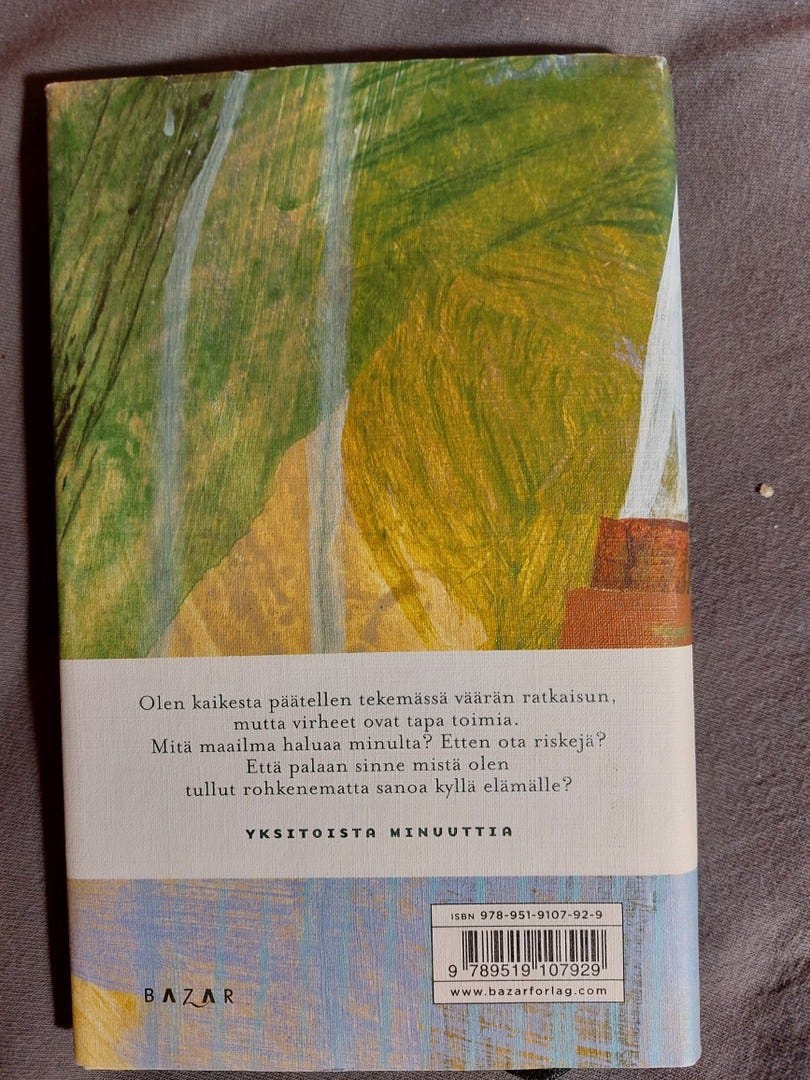 Olen kaikesta päätellen tekemässä väärän ratkaisun,
mutta virheet ovat tapa toimia.
Mitä maailma haluaa minulta? Etten ota riskejä?
Että palaan sinne mistä olen
tullut rohkenematta sanoa kyllä elämälle?
YKSITOISTA MINUUTTIA
ISBN 978-951-9107-92-9
9 789519 107929
www.bazarforlag.com
BAZAR